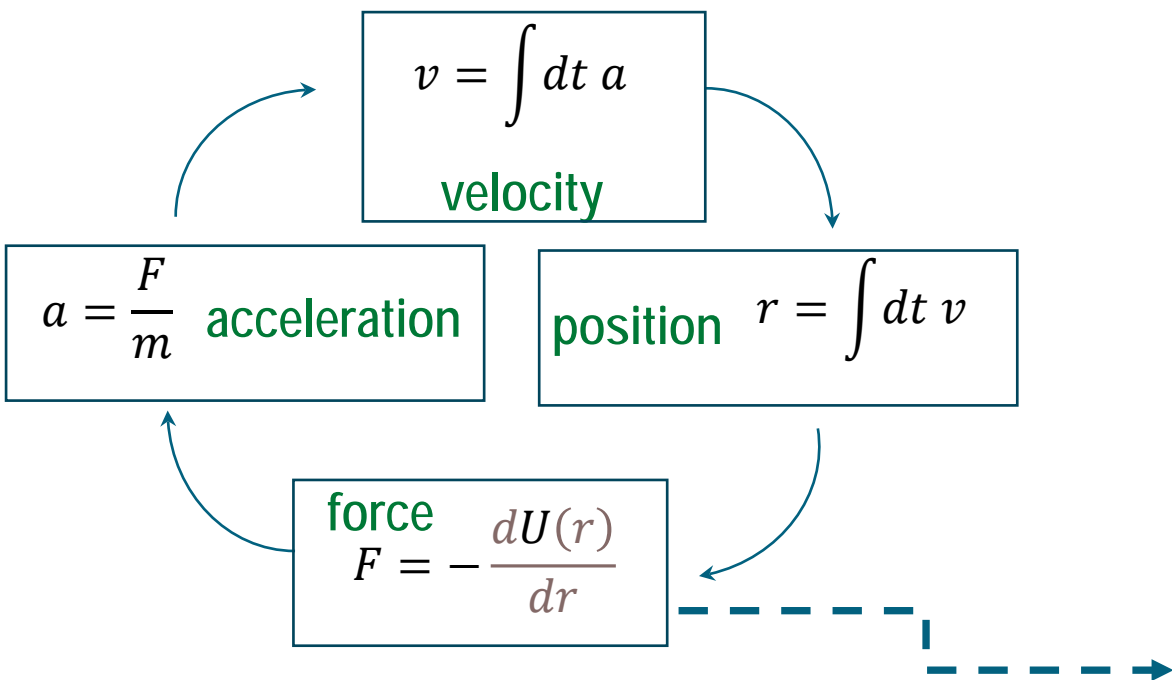 v = ∫ dt a
velocity
a = F/m acceleration
position r = ∫ dt v
force
F = − dU(r)/dr